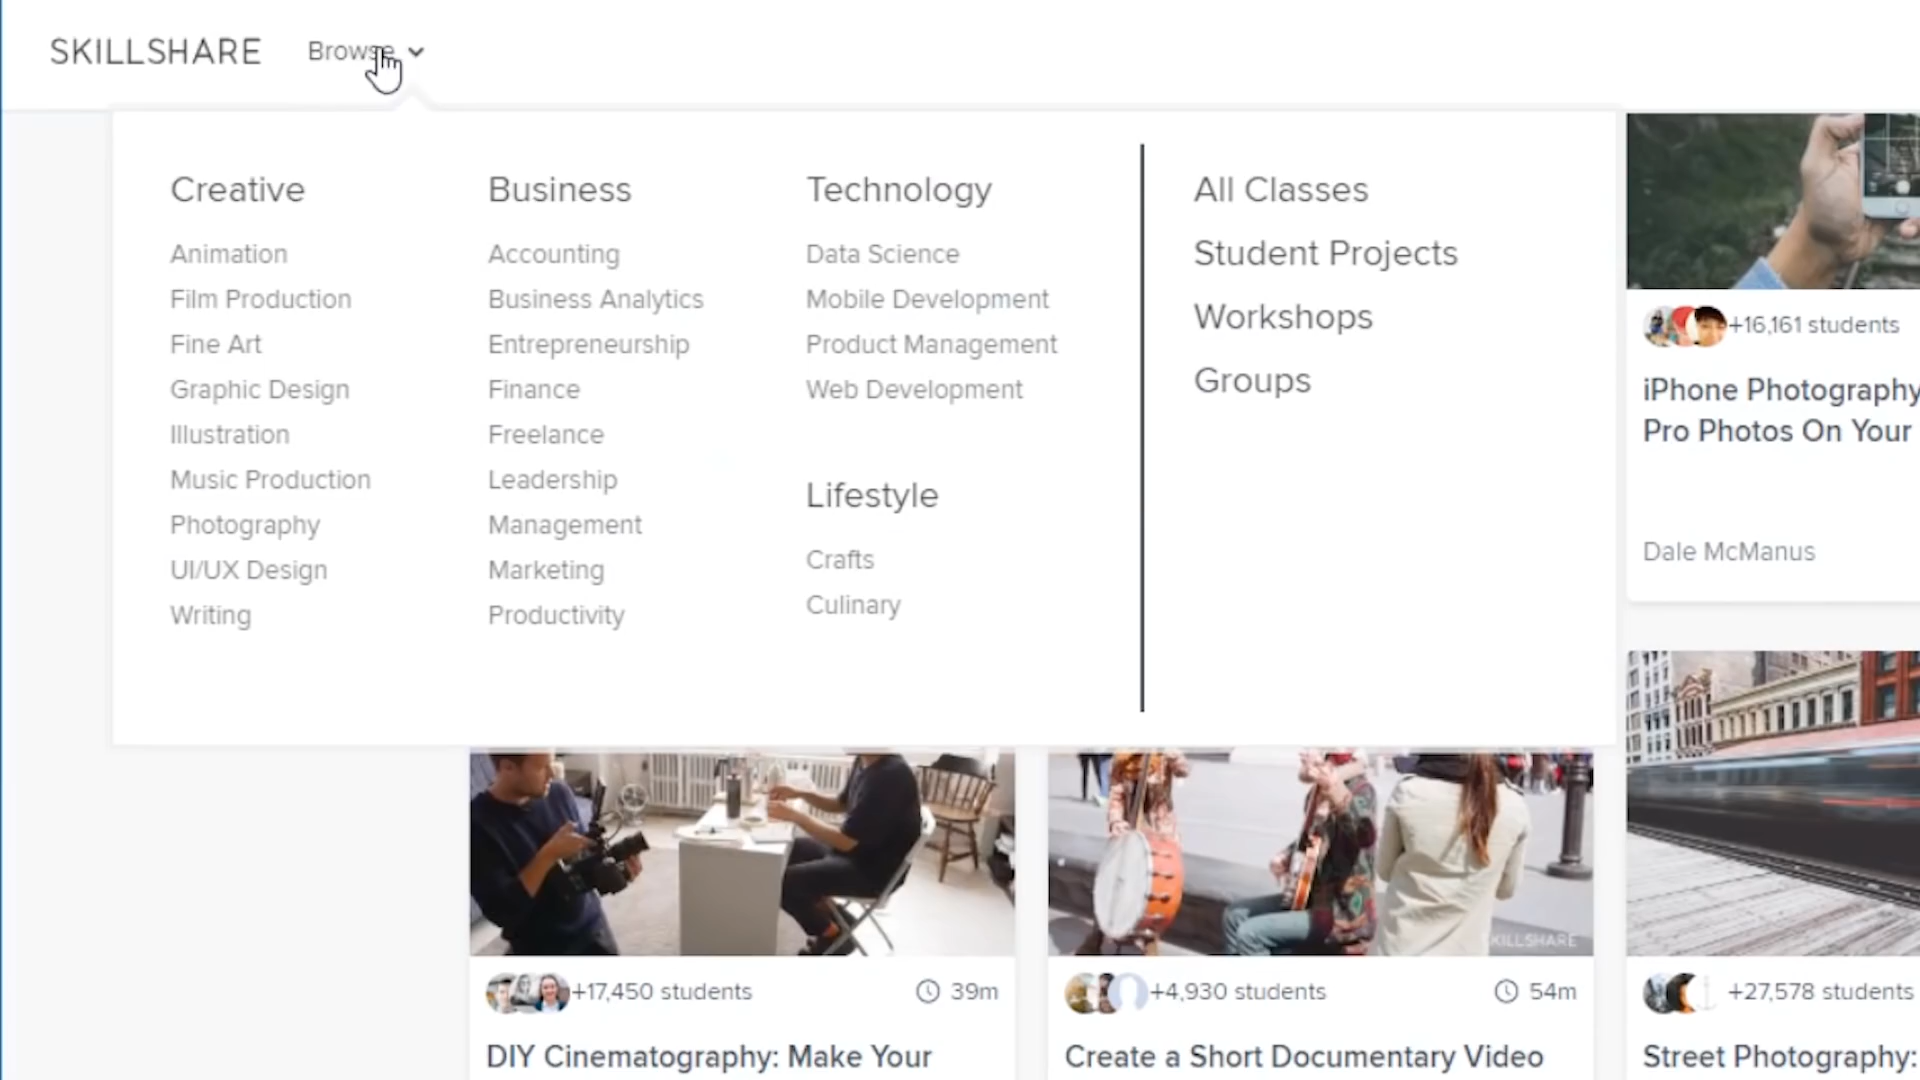 SKILLSHARE
Browse
Creative
Animation
Film Production
Fine Art
Graphic Design
Illustration
Music Production
Photography
UI/UX Design
Writing
Business
Accounting
Business Analytics
Entrepreneurship
Finance
Freelance
Leadership
Management
Marketing
Productivity
Technology
Data Science
Mobile Development
Product Management
Web Development
Lifestyle
Crafts
Culinary
All Classes
Student Projects
Workshops
Groups
+16,161 students
iPhone Photography
Pro Photos On Your
Dale McManus
+17,450 students
39m
DIY Cinematography: Make Your
SKILLSHARE
+4,930 students
54m
Create a Short Documentary Video
+27,578 students
Street Photography: